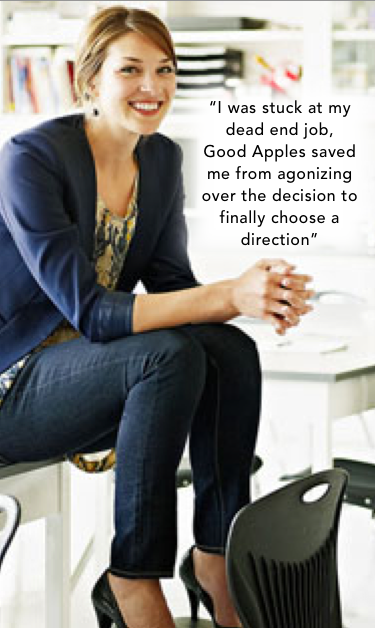 “I was stuck at my
dead end job,
Good Apples saved
me from agonizing
over the decision to
finally choose a
direction”